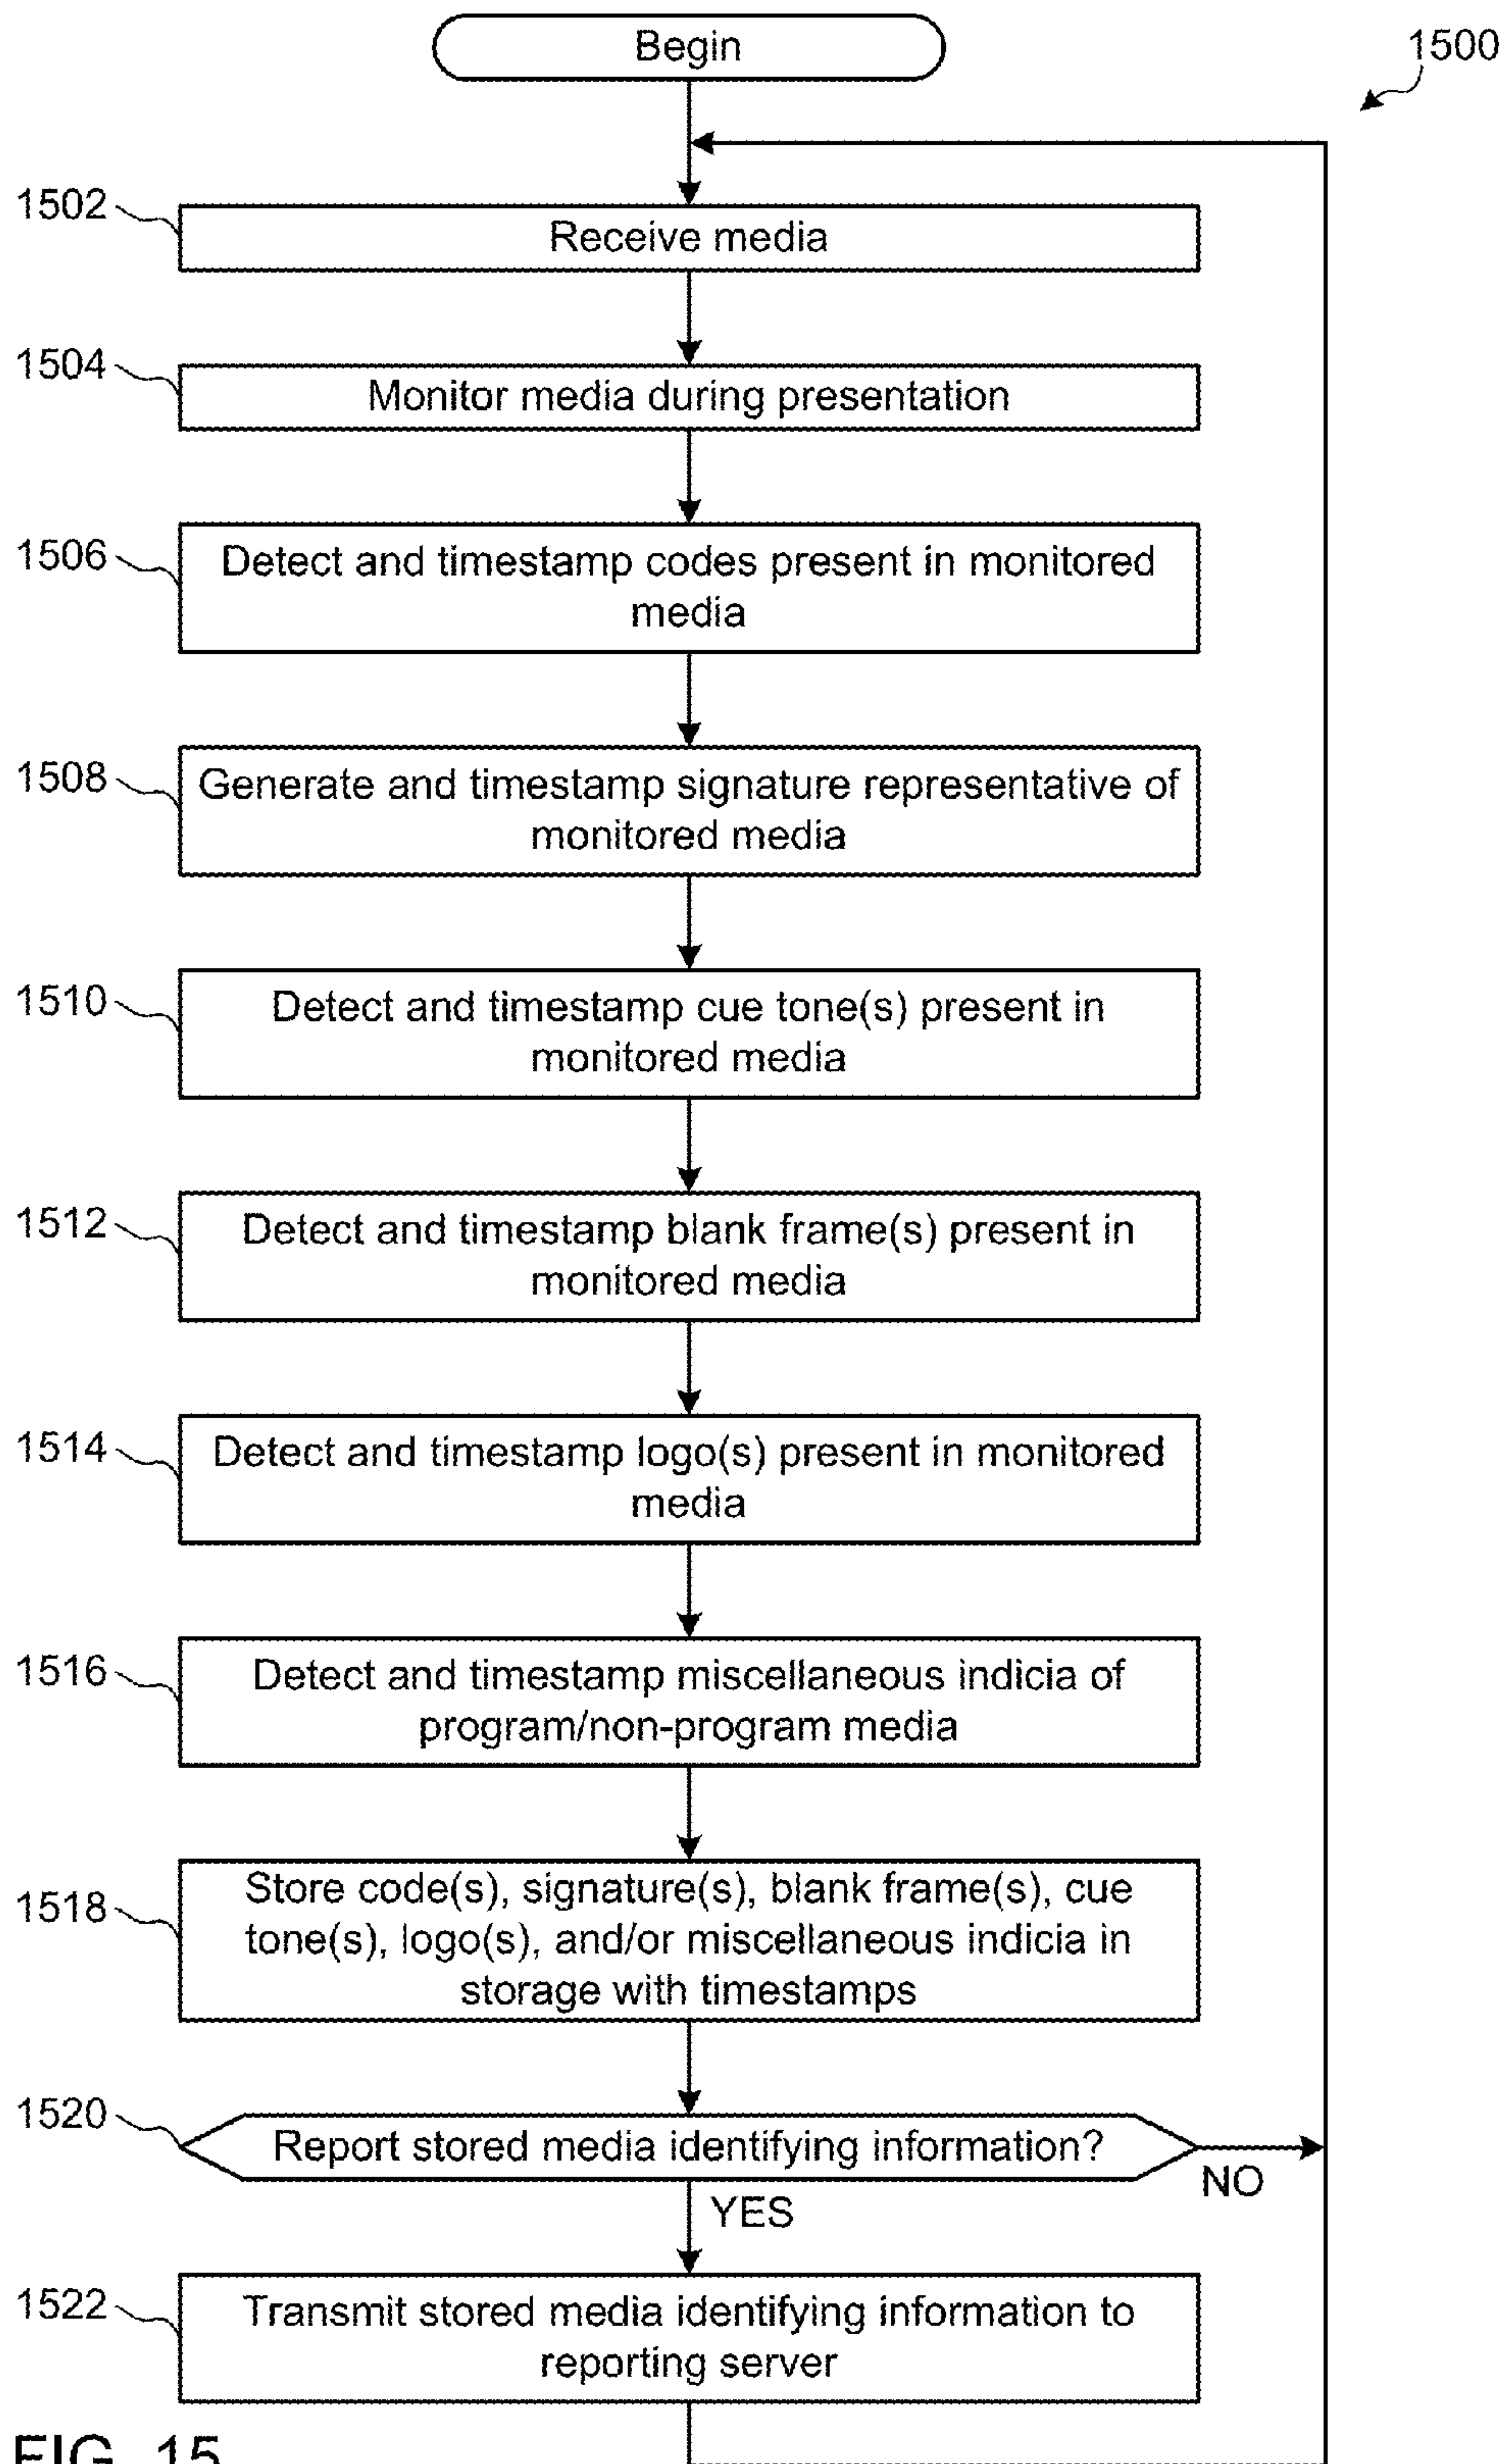 Begin
1500
1502
Receive media
1504
Monitor media during presentation
1506
Detect and timestamp codes present in monitored
media
1508
Generate and timestamp signature representative of
monitored media
1510
Detect and timestamp cue tone(s) present in
monitored media
1512
Detect and timestamp blank frame(s) present in
monitored media
1514
Detect and timestamp logo(s) present in monitored
media
1516
Detect and timestamp miscellaneous indicia of
program/non-program media
1518
Store code(s), signature(s), blank frame(s), cue
tone(s), logo(s), and/or miscellaneous indicia in
storage with timestamps
1520
Report stored media identifying information?
NO
YES
1522
Transmit stored media identifying information to
reporting server
FIG. 15